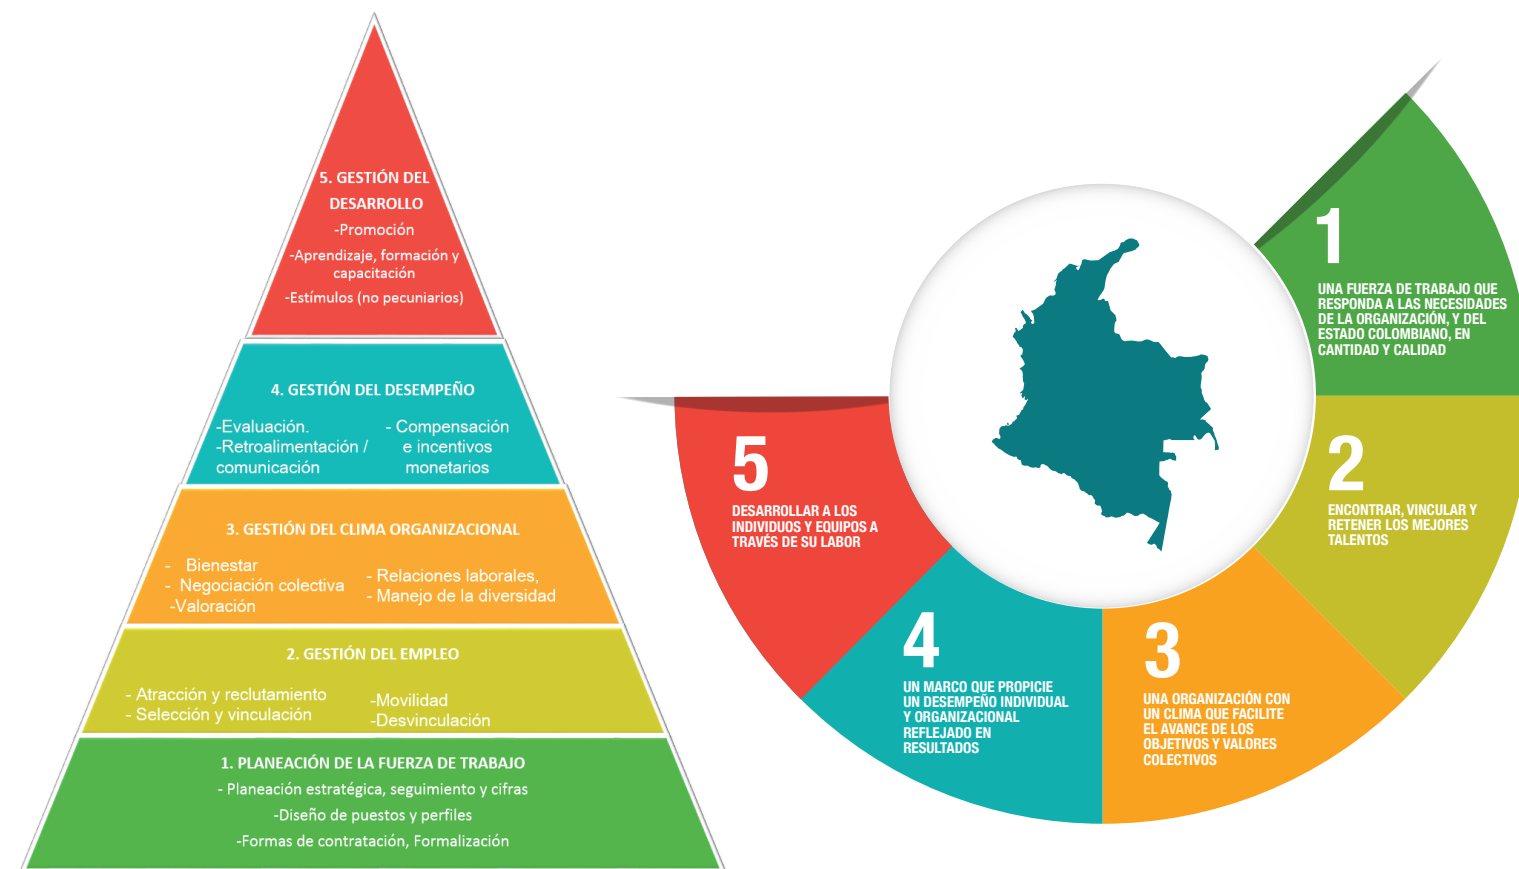 5. GESTIÓN DEL
DESARROLLO
-Promoción
-Aprendizaje, formación y
capacitación
-Estímulos (no pecuniarios)
4. GESTIÓN DEL DESEMPEÑO
-Evaluación.
-Retroalimentación /
comunicación
- Compensación
e incentivos
monetarios
3. GESTIÓN DEL CLIMA ORGANIZACIONAL
- Bienestar
- Negociación colectiva
-Valoración
- Relaciones laborales,
- Manejo de la diversidad
2. GESTIÓN DEL EMPLEO
- Atracción y reclutamiento
- Selección y vinculación
-Movilidad
-Desvinculación
1. PLANEACIÓN DE LA FUERZA DE TRABAJO
- Planeación estratégica, seguimiento y cifras
-Diseño de puestos y perfiles
-Formas de contratación, Formalización
1
UNA FUERZA DE TRABAJO QUE
RESPONDA A LAS NECESIDADES
DE LA ORGANIZACIÓN, Y DEL
ESTADO COLOMBIANO, EN
CANTIDAD Y CALIDAD
2
ENCONTRAR, VINCULAR Y
RETENER LOS MEJORES
TALENTOS
3
UNA ORGANIZACIÓN CON
UN CLIMA QUE FACILITE
EL AVANCE DE LOS
OBJETIVOS Y VALORES
COLECTIVOS
4
UN MARCO QUE PROPICIE
UN DESEMPEÑO INDIVIDUAL
Y ORGANIZACIONAL
REFLEJADO EN
RESULTADOS
5
DESARROLLAR A LOS
INDIVIDUOS Y EQUIPOS A
TRAVÉS DE SU LABOR